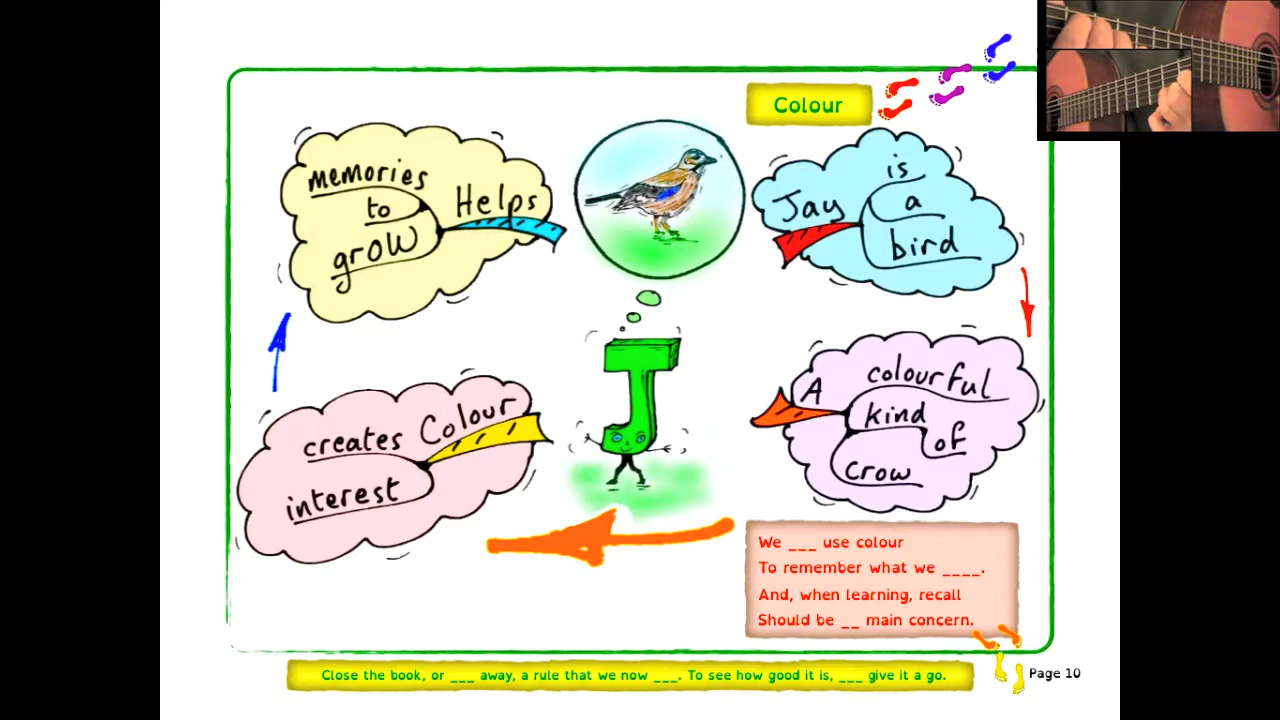 Colour
Jay is a bird
A colourful kind of crow
Colour creates interest
Helps memories to grow
We ___ use colour
To remember what we ____.
And, when learning, recall
Should be __ main concern.
Close the book, or ___ away, a rule that we now ___. To see how good it is, ___ give it a go.
Page 10